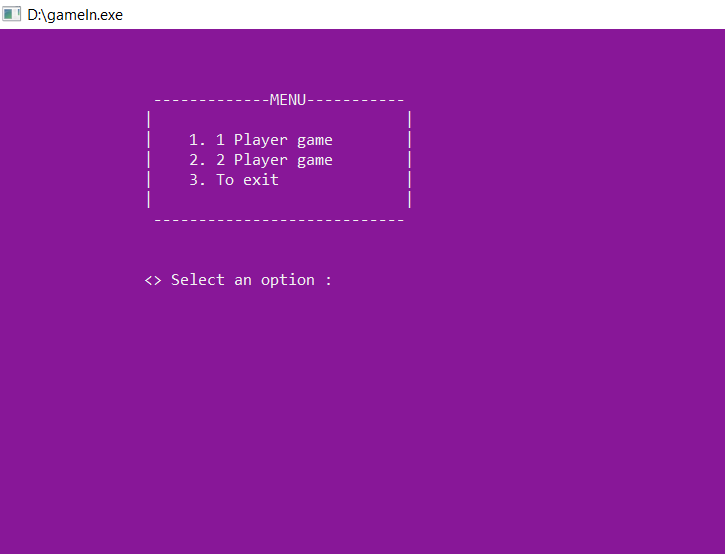 D:\gameIn.exe
-------------MENU-----------
|                            |
|    1. 1 Player game        |
|    2. 2 Player game        |
|    3. To exit              |
|                            |
----------------------------
<> Select an option :